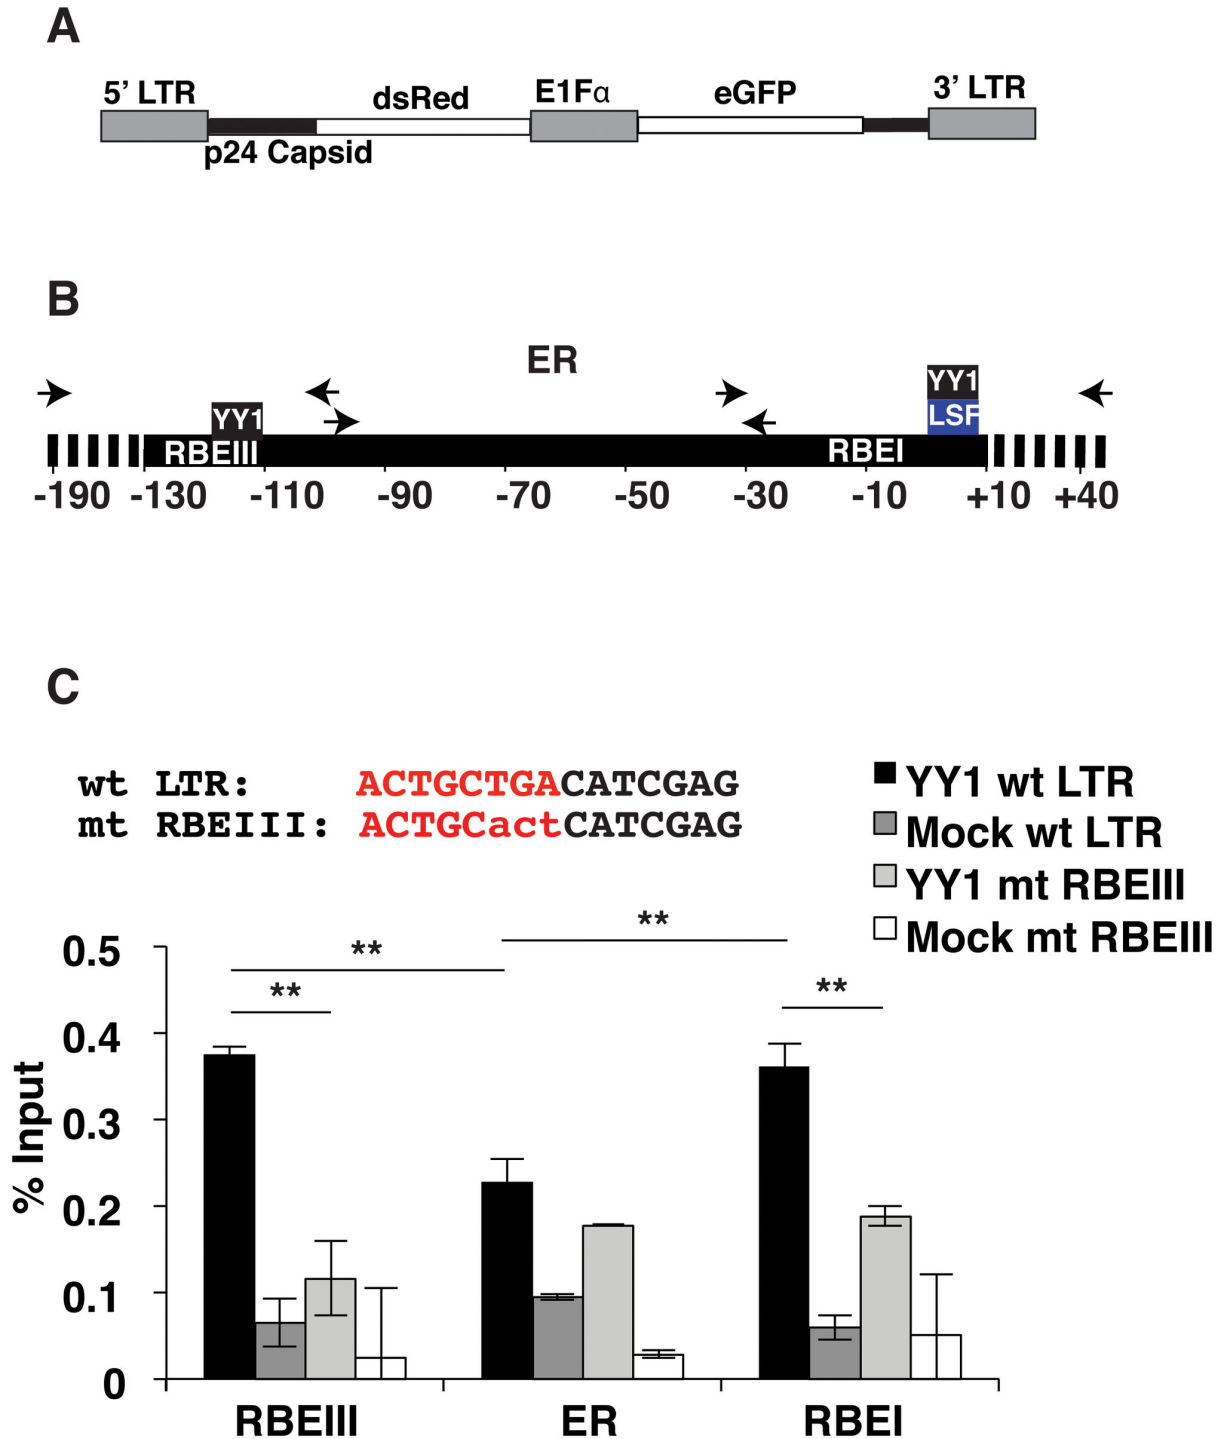 A
5' LTR dsRed E1Fα eGFP 3' LTR
p24 Capsid
B
ER
YY1 YY1
LSF
RBEIII RBEI
-190 -130 -110 -90 -70 -50 -30 -10 +10 +40
C
wt LTR: ACTGCTGACATCGAG
mt RBEIII: ACTGCactCATCGAG
YY1 wt LTR
Mock wt LTR
YY1 mt RBEIII
Mock mt RBEIII
** **
** **
0.5
0.4
0.3
0.2
0.1
0
% Input
RBEIII ER RBEI